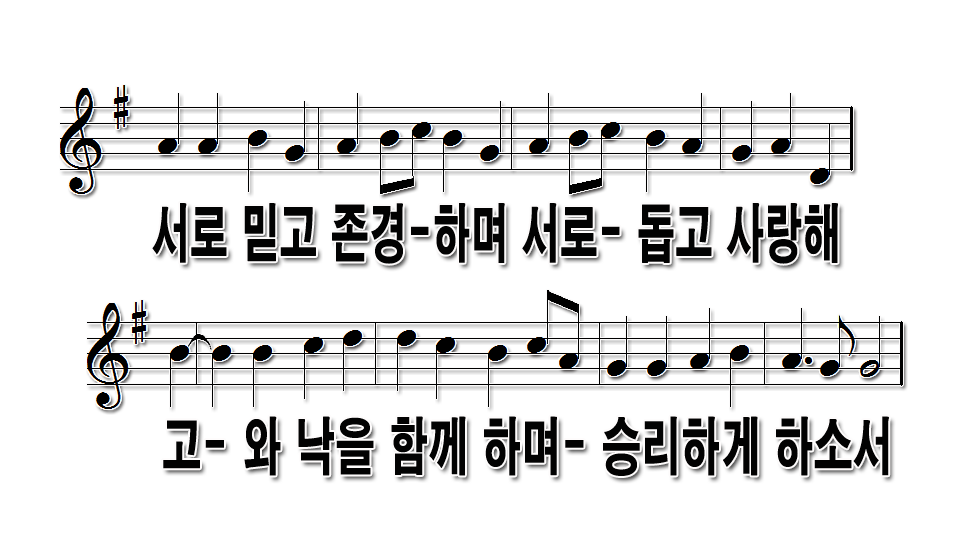 서로 믿고 존경-하며 서로- 돕고 사랑해
고- 와 낙을 함께 하며- 승리하게 하소서